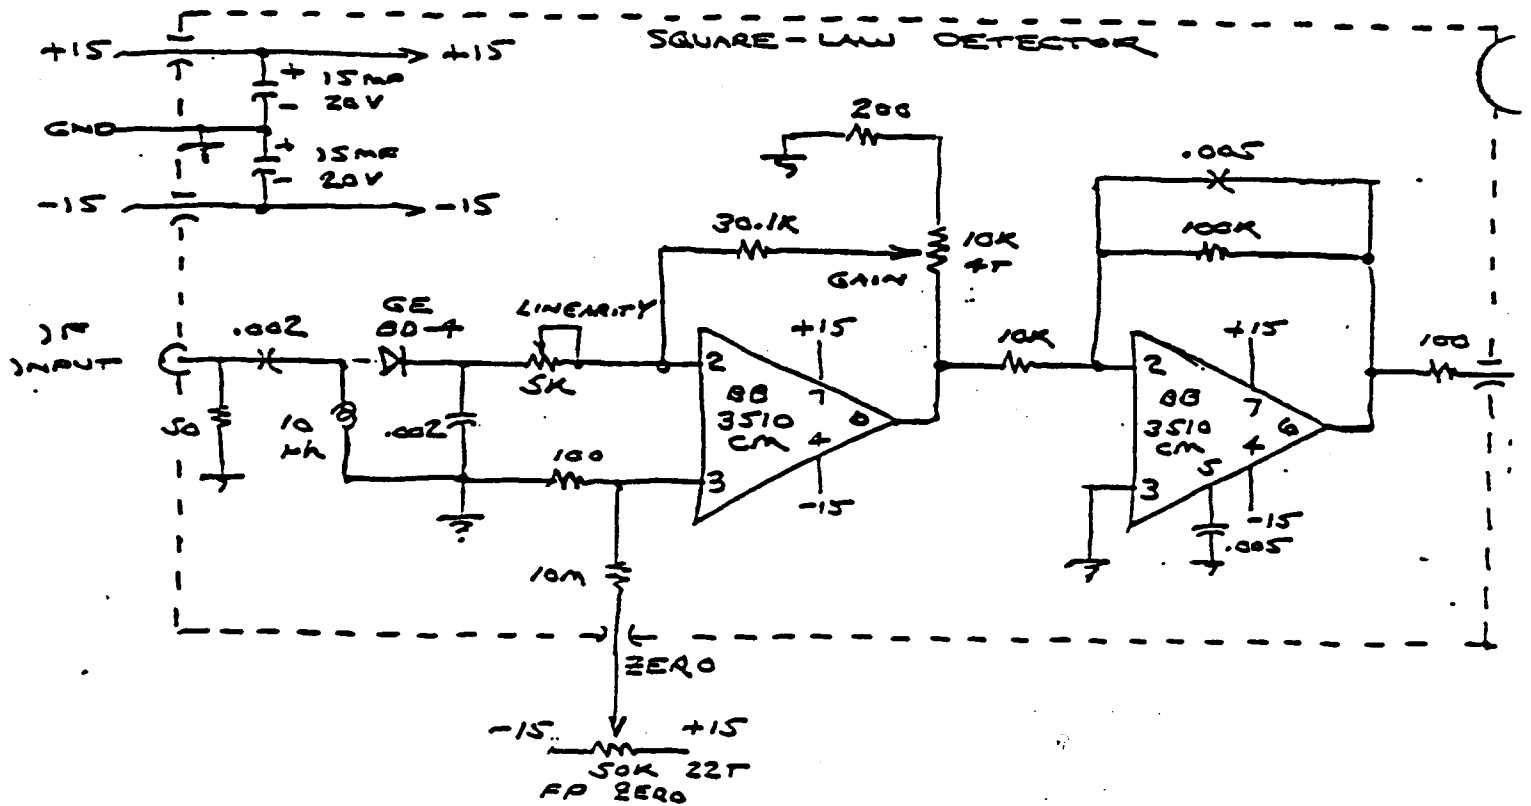 SQUARE-LAW DETECTOR
+15
+15
+ 15MF
- 20V
GND
+ 15MF
- 20V
-15
-15
200
.005
30.1K
10K
4T
GAIN
100K
IF
INPUT
.002
GE
BD-4
LINEARITY
5K
50
10
μh
.002
100
2
BB
3510
CM
3
+15
7
6
4
-15
10K
2
BB
3510
CM
3
+15
7
6
4
5
-15
.005
100
10M
ZERO
-15
+15
50K 22T
FP ZERO